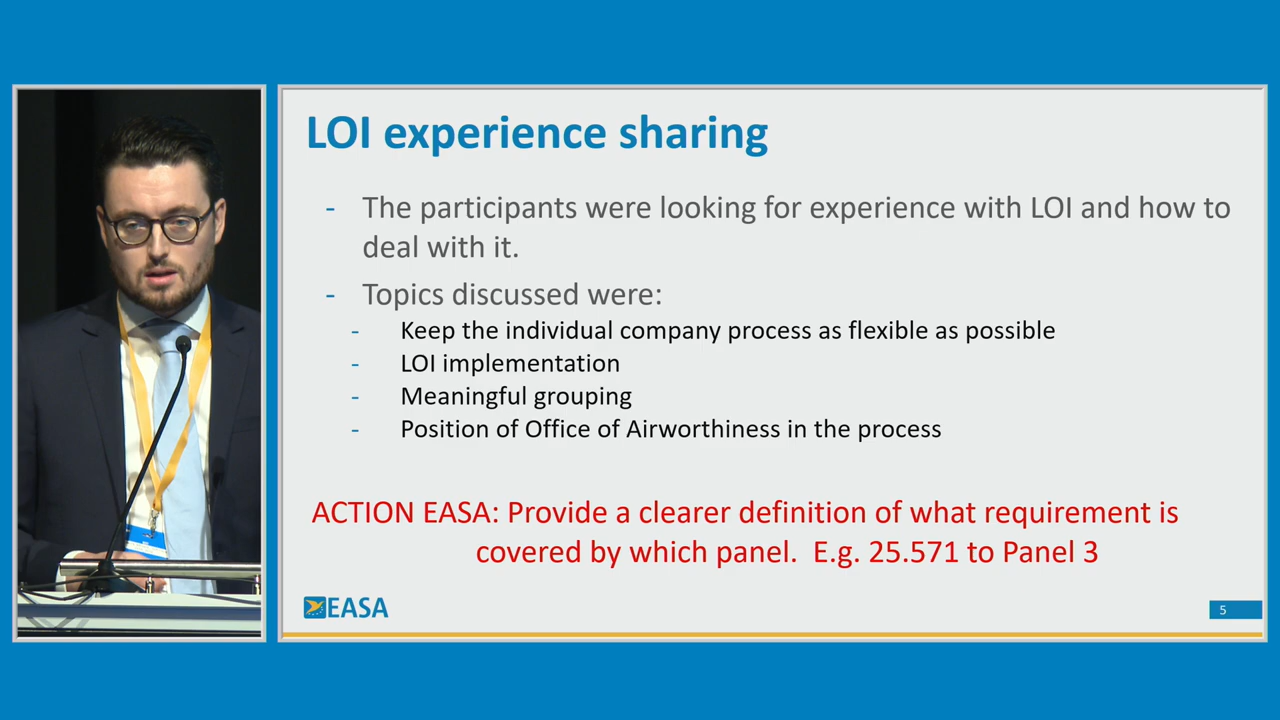 LOI experience sharing
- The participants were looking for experience with LOI and how to
deal with it.
- Topics discussed were:
- Keep the individual company process as flexible as possible
- LOI implementation
- Meaningful grouping
- Position of Office of Airworthiness in the process
ACTION EASA: Provide a clearer definition of what requirement is
covered by which panel. E.g. 25.571 to Panel 3
EASA
5